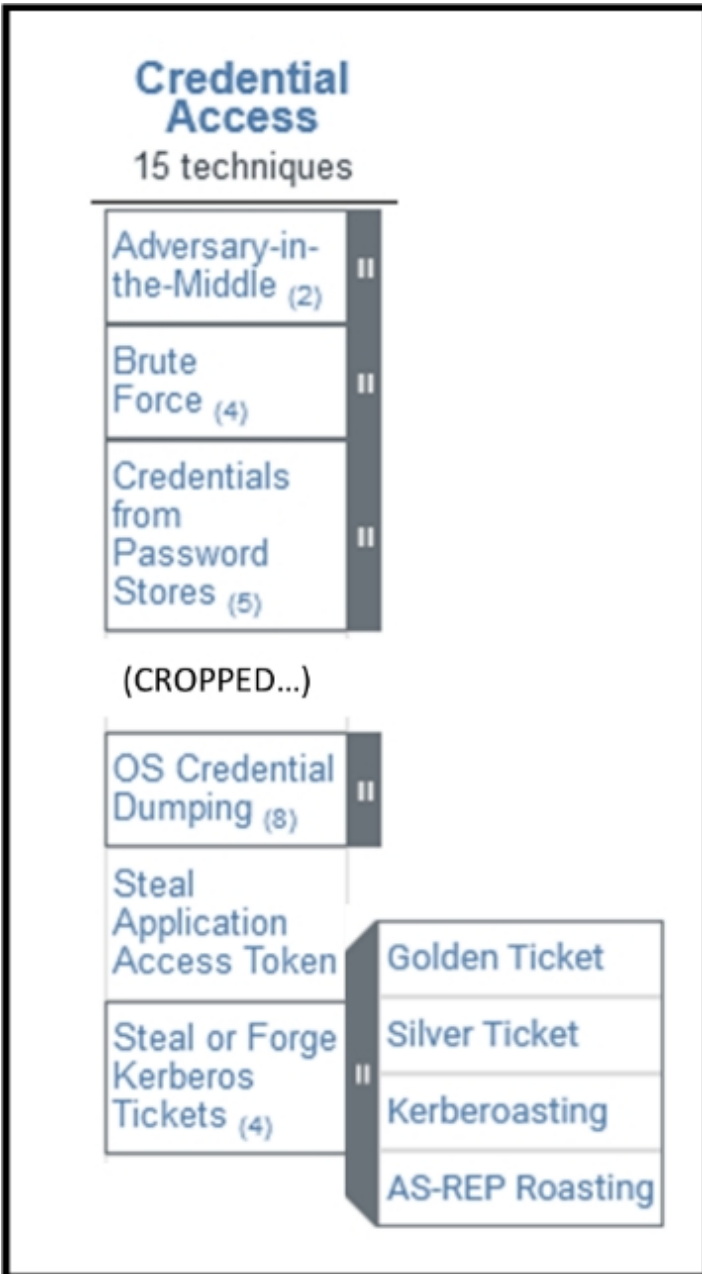 Credential
Access
15 techniques
Adversary-in-
the-Middle (2)
Brute
Force (4)
Credentials
from
Password
Stores (5)
(CROPPED...)
OS Credential
Dumping (8)
Steal
Application
Access Token
Steal or Forge
Kerberos
Tickets (4)
Golden Ticket
Silver Ticket
Kerberoasting
AS-REP Roasting